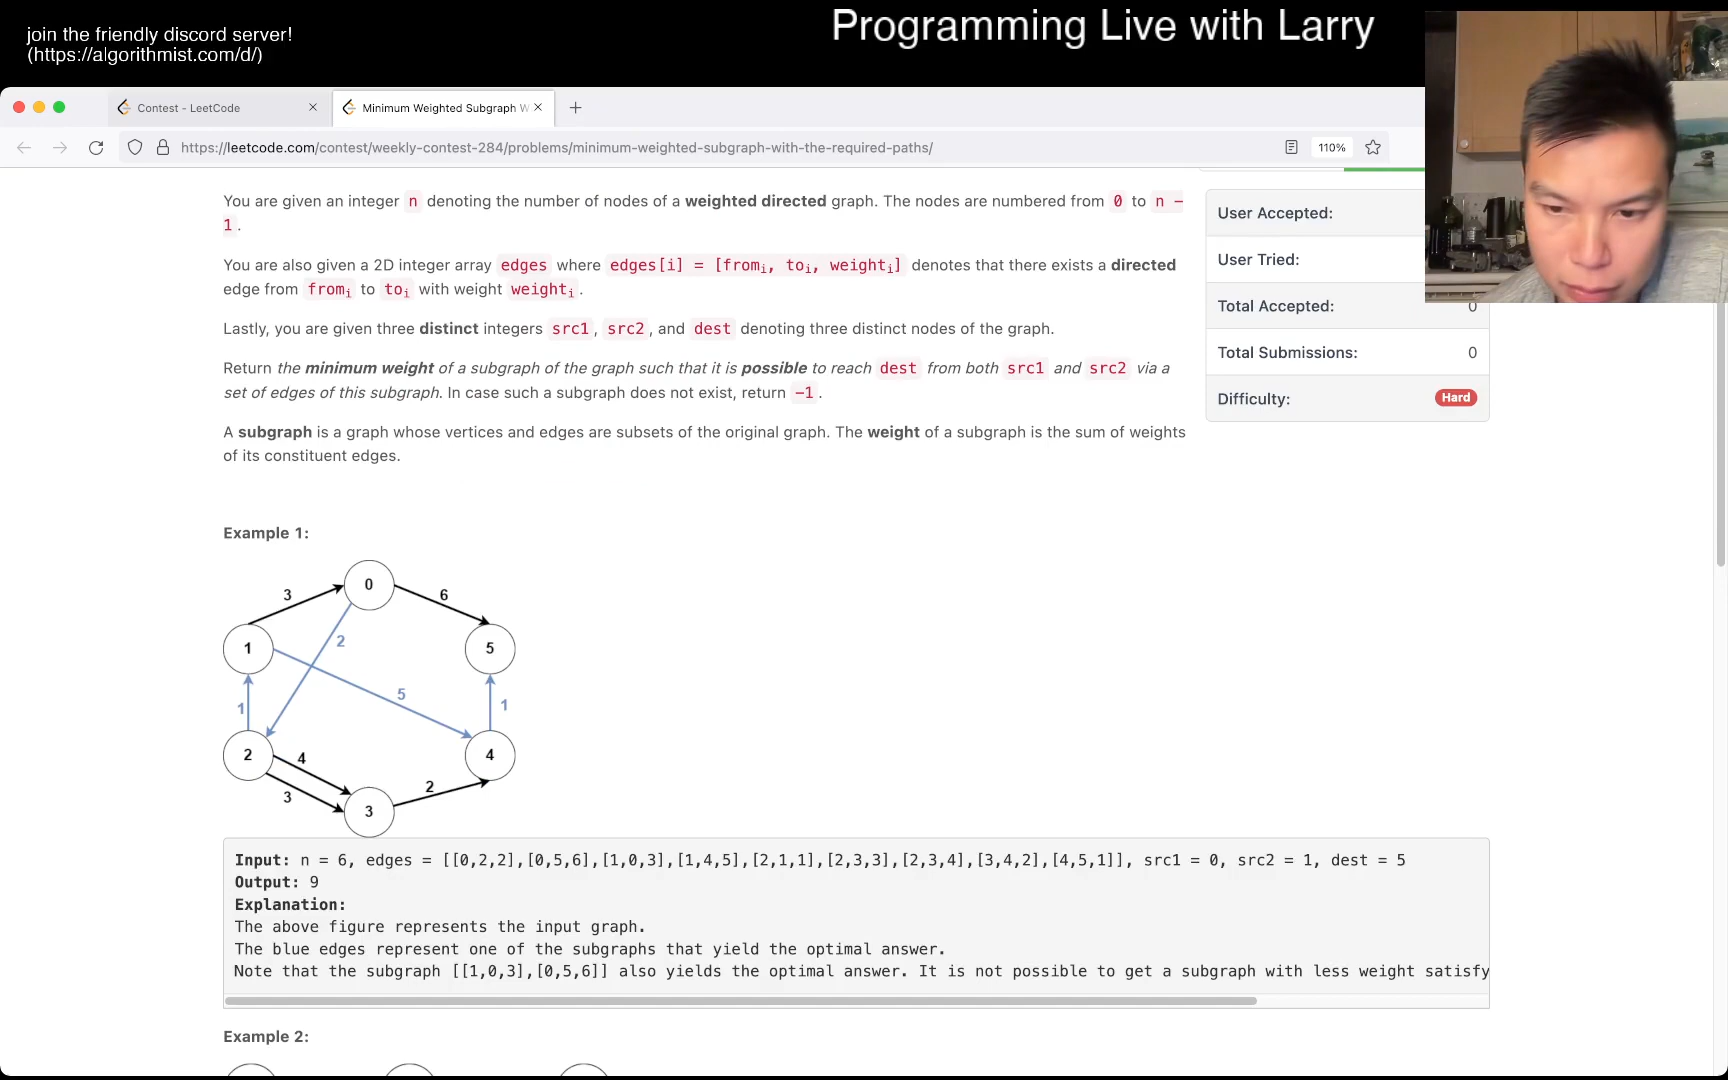 join the friendly discord server!
(https://algorithmist.com/d/)
Programming Live with Larry
Contest - LeetCode
Minimum Weighted Subgraph W
https://leetcode.com/contest/weekly-contest-284/problems/minimum-weighted-subgraph-with-the-required-paths/
110%
You are given an integer n denoting the number of nodes of a weighted directed graph. The nodes are numbered from 0 to n -
1.
You are also given a 2D integer array edges where edges[i] = [fromi, toi, weighti] denotes that there exists a directed
edge from fromi to toi with weight weighti.
Lastly, you are given three distinct integers src1, src2, and dest denoting three distinct nodes of the graph.
Return the minimum weight of a subgraph of the graph such that it is possible to reach dest from both src1 and src2 via a
set of edges of this subgraph. In case such a subgraph does not exist, return -1.
A subgraph is a graph whose vertices and edges are subsets of the original graph. The weight of a subgraph is the sum of weights
of its constituent edges.
User Accepted:
User Tried:
Total Accepted: 0
Total Submissions: 0
Difficulty: Hard
Example 1:
0
3
6
2
1
5
5
1
1
2
4
4
3
2
3
Input: n = 6, edges = [[0,2,2],[0,5,6],[1,0,3],[1,4,5],[2,1,1],[2,3,3],[2,3,4],[3,4,2],[4,5,1]], src1 = 0, src2 = 1, dest = 5
Output: 9
Explanation:
The above figure represents the input graph.
The blue edges represent one of the subgraphs that yield the optimal answer.
Note that the subgraph [[1,0,3],[0,5,6]] also yields the optimal answer. It is not possible to get a subgraph with less weight satisfy
Example 2: